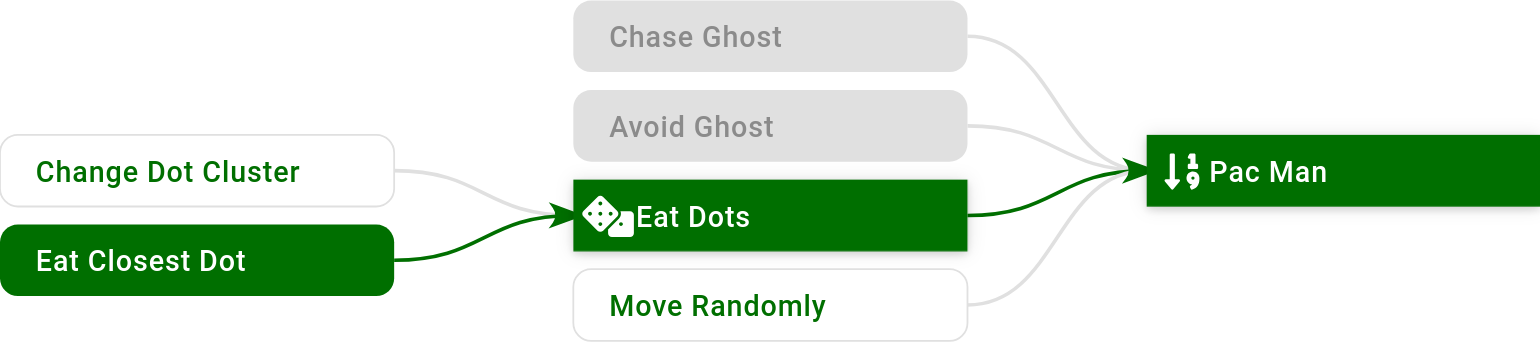 Chase Ghost
Avoid Ghost
Change Dot Cluster
Eat Closest Dot
Eat Dots
Move Randomly
Pac Man